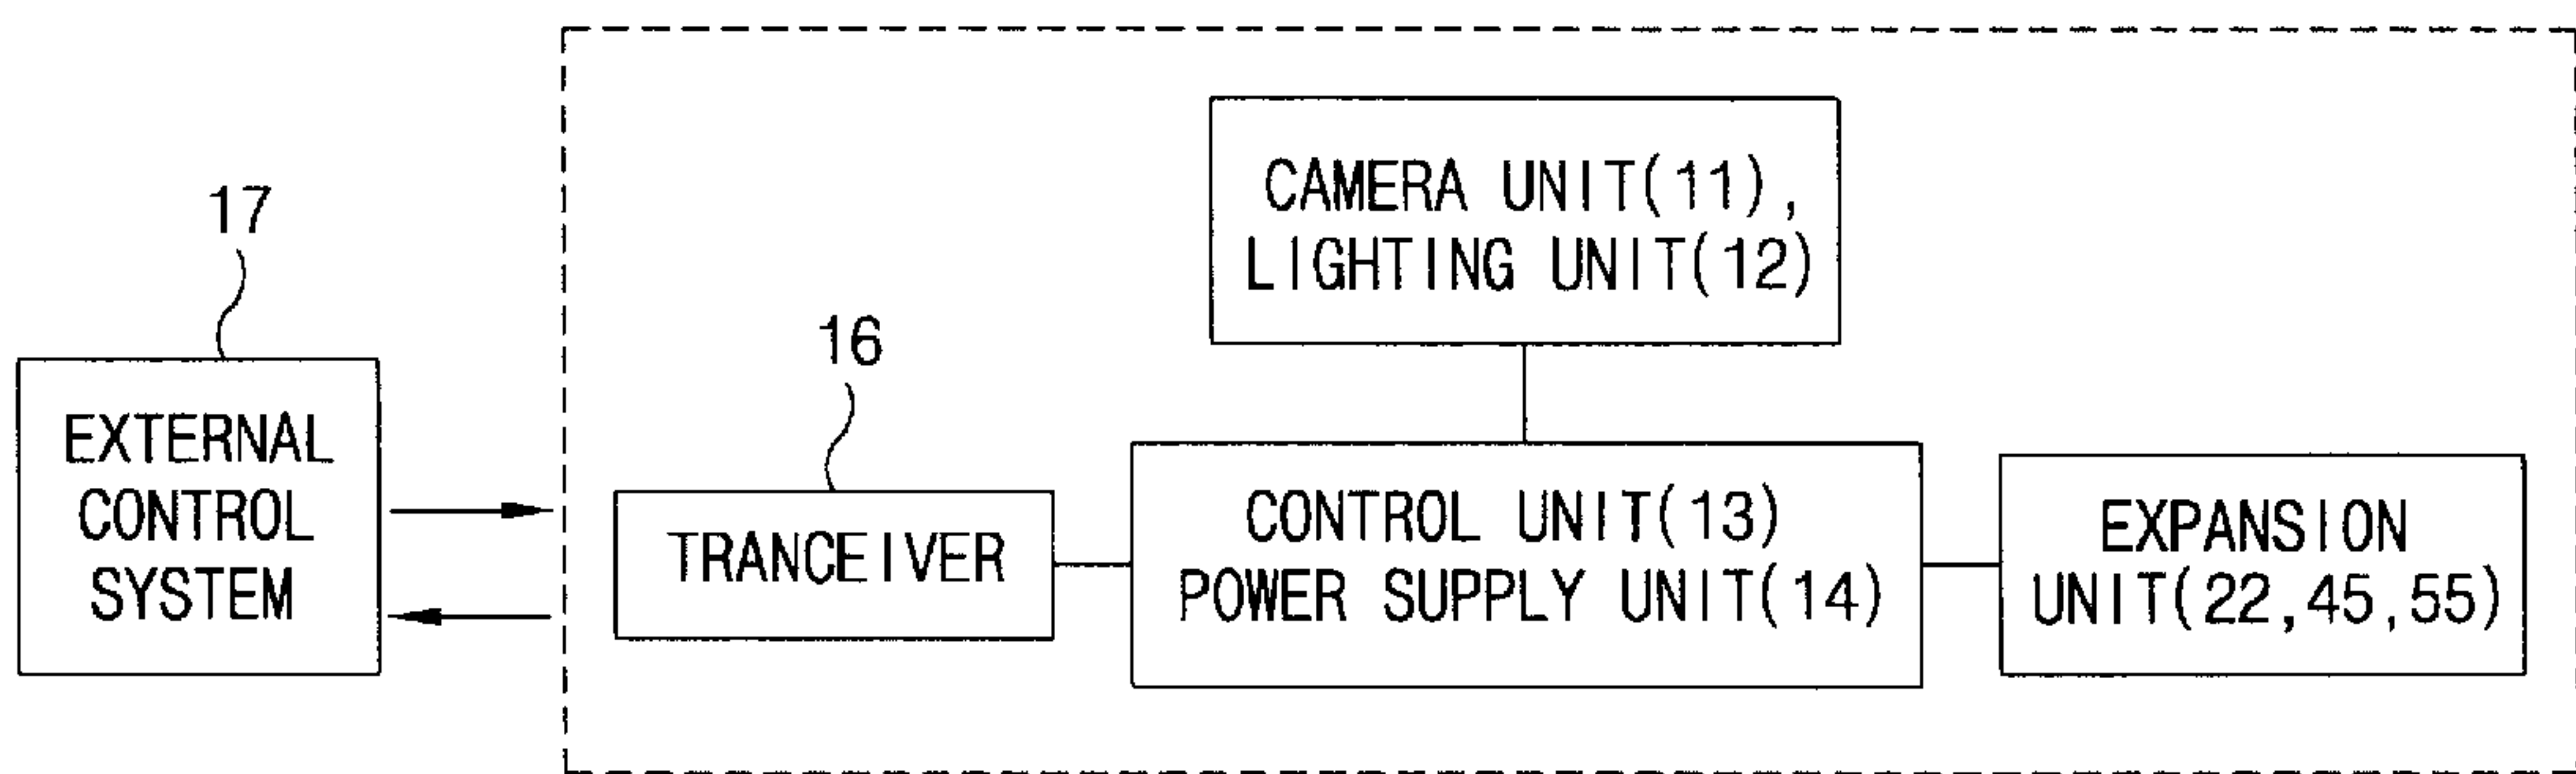 17
EXTERNAL
CONTROL
SYSTEM
16
TRANCEIVER
CAMERA UNIT(11),
LIGHTING UNIT(12)
CONTROL UNIT(13)
POWER SUPPLY UNIT(14)
EXPANSION
UNIT(22,45,55)